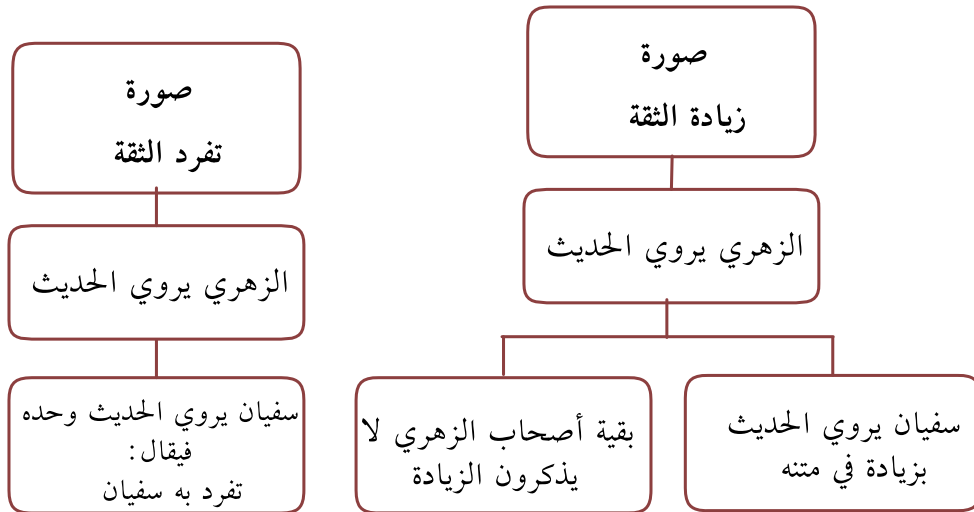 صورة
زيادة الثقة
الزهري يروي الحديث
سفيان يروي الحديث
بزيادة في متنه
بقية أصحاب الزهري لا
يذكرون الزيادة
صورة
تفرد الثقة
الزهري يروي الحديث
سفيان يروي الحديث وحده
فيقال:
تفرد به سفيان